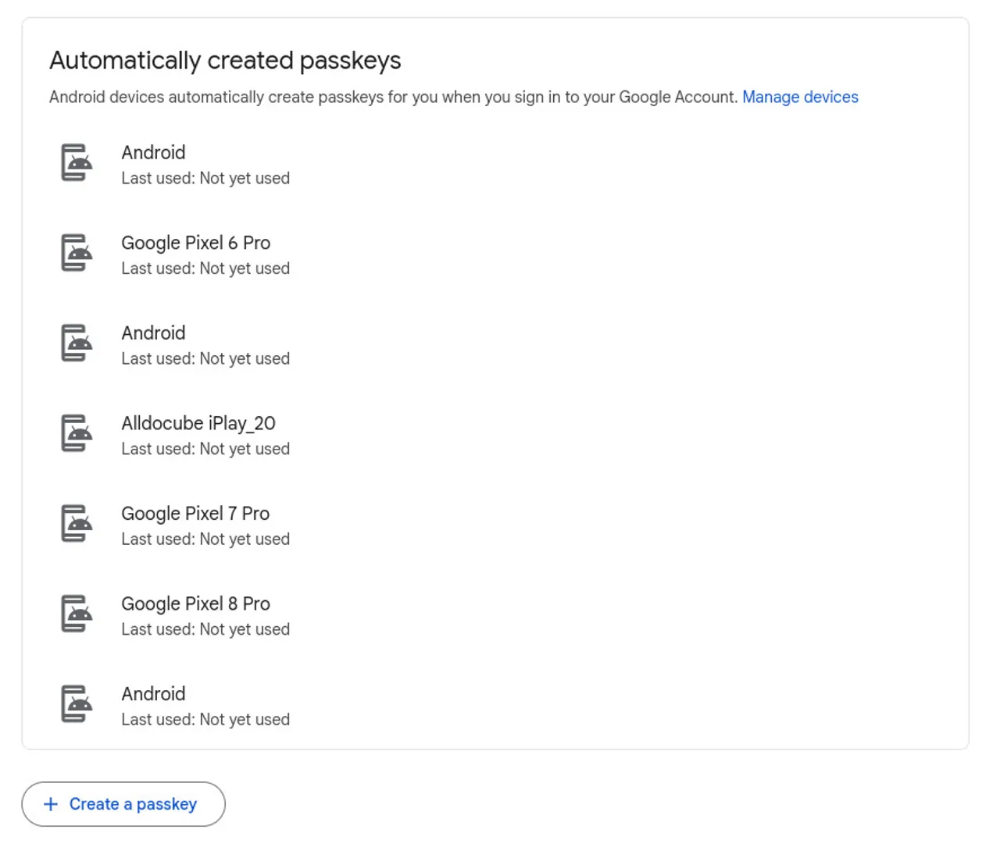 Automatically created passkeys
Android devices automatically create passkeys for you when you sign in to your Google Account. Manage devices
Android
Last used: Not yet used
Google Pixel 6 Pro
Last used: Not yet used
Android
Last used: Not yet used
Alldocube iPlay_20
Last used: Not yet used
Google Pixel 7 Pro
Last used: Not yet used
Google Pixel 8 Pro
Last used: Not yet used
Android
Last used: Not yet used
+ Create a passkey